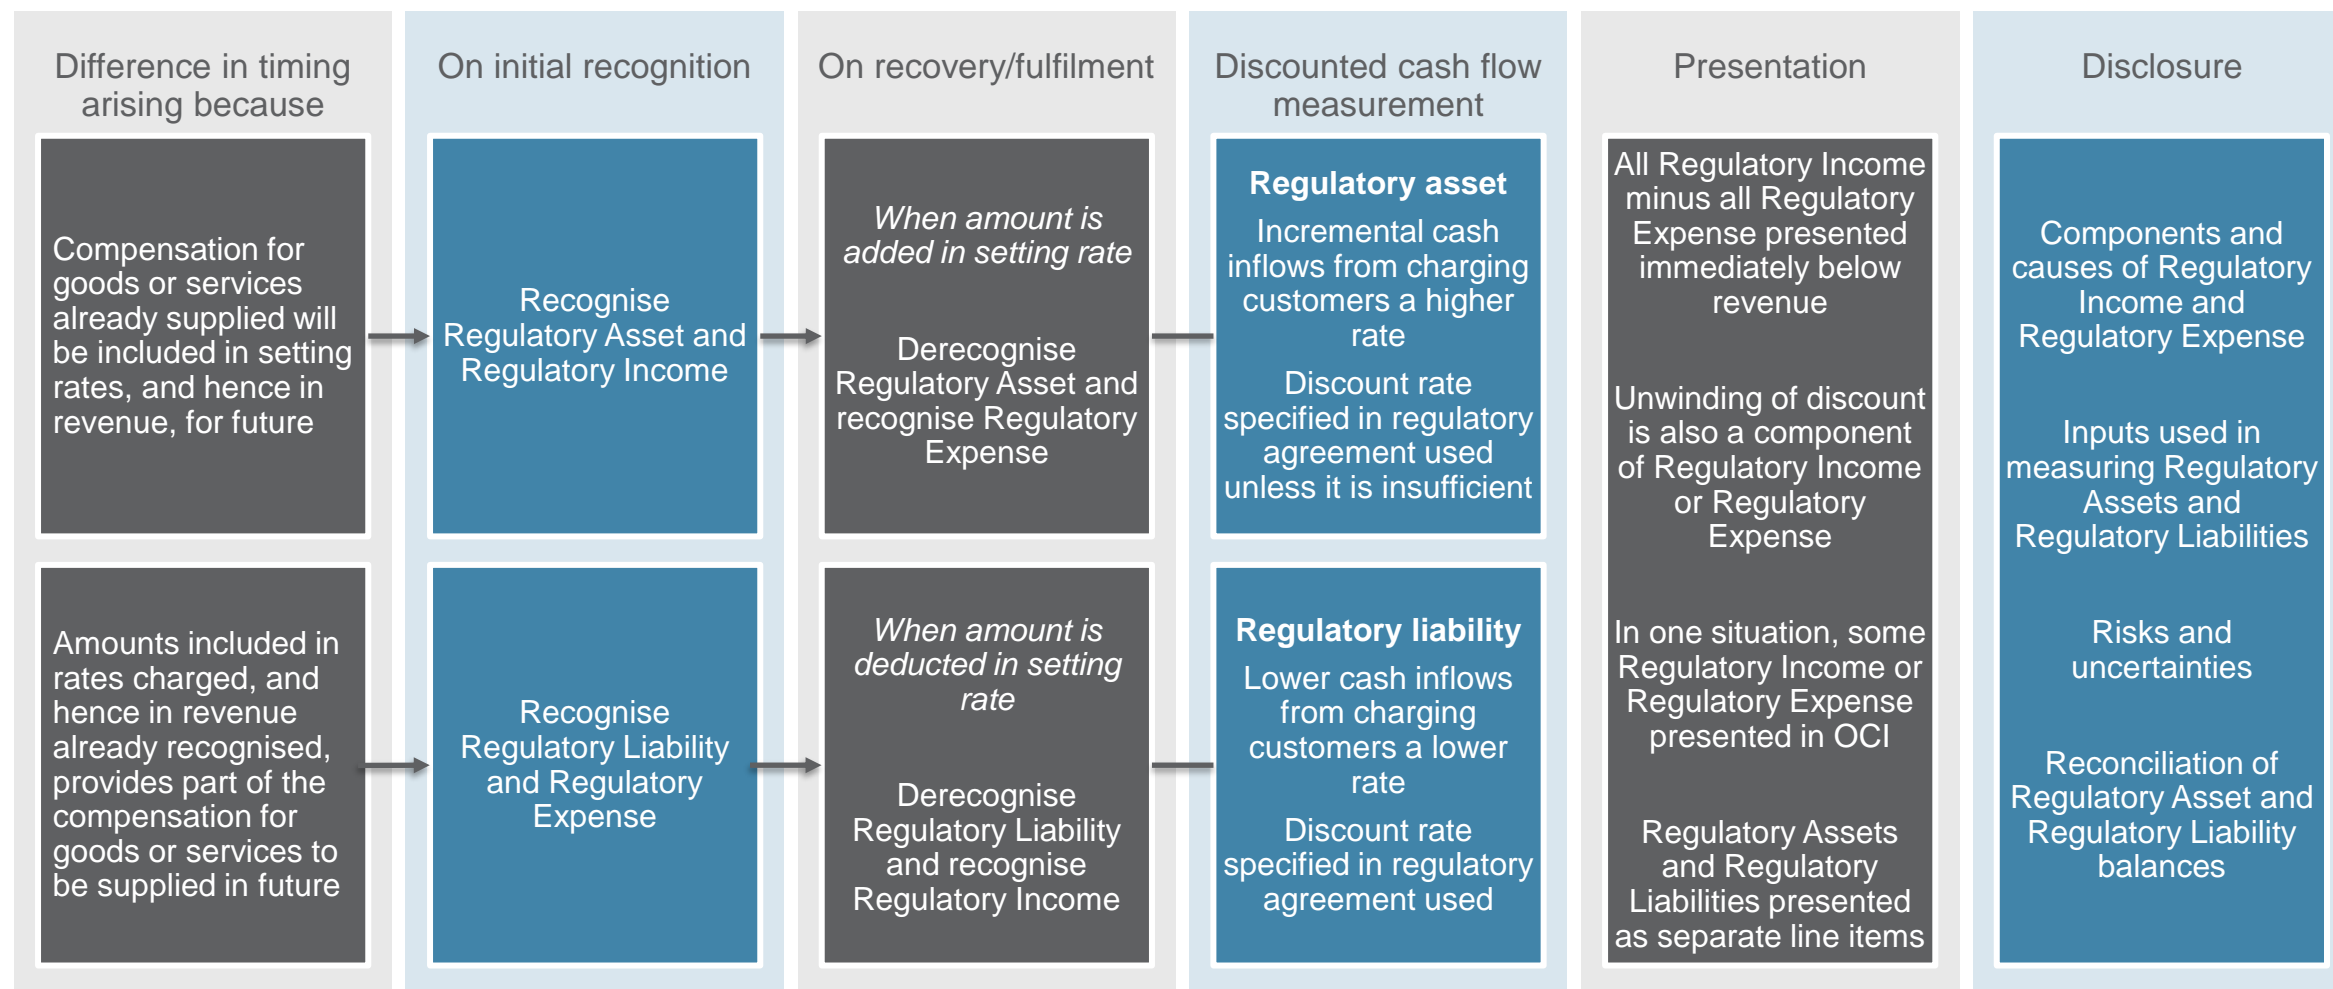 Difference in timing
arising because
Compensation for
goods or services
already supplied will
be included in setting
rates, and hence in
revenue, for future
Amounts included in
rates charged, and
hence in revenue
already recognised,
provides part of the
compensation for
goods or services to
be supplied in future
On initial recognition
Recognise
Regulatory Asset and
Regulatory Income
Recognise
Regulatory Liability
and Regulatory
Expense
On recovery/fulfilment
When amount is
added in setting rate
Derecognise
Regulatory Asset and
recognise Regulatory
Expense
When amount is
deducted in setting
rate
Derecognise
Regulatory Liability
and recognise
Regulatory Income
Discounted cash flow
measurement
Regulatory asset
Incremental cash
inflows from charging
customers a higher
rate
Discount rate
specified in regulatory
agreement used
unless it is insufficient
Regulatory liability
Lower cash inflows
from charging
customers a lower
rate
Discount rate
specified in regulatory
agreement used
Presentation
All Regulatory Income
minus all Regulatory
Expense presented
immediately below
revenue
Unwinding of discount
is also a component
of Regulatory Income
or Regulatory
Expense
In one situation, some
Regulatory Income or
Regulatory Expense
presented in OCI
Regulatory Assets
and Regulatory
Liabilities presented
as separate line items
Disclosure
Components and
causes of Regulatory
Income and
Regulatory Expense
Inputs used in
measuring Regulatory
Assets and
Regulatory Liabilities
Risks and
uncertainties
Reconciliation of
Regulatory Asset and
Regulatory Liability
balances